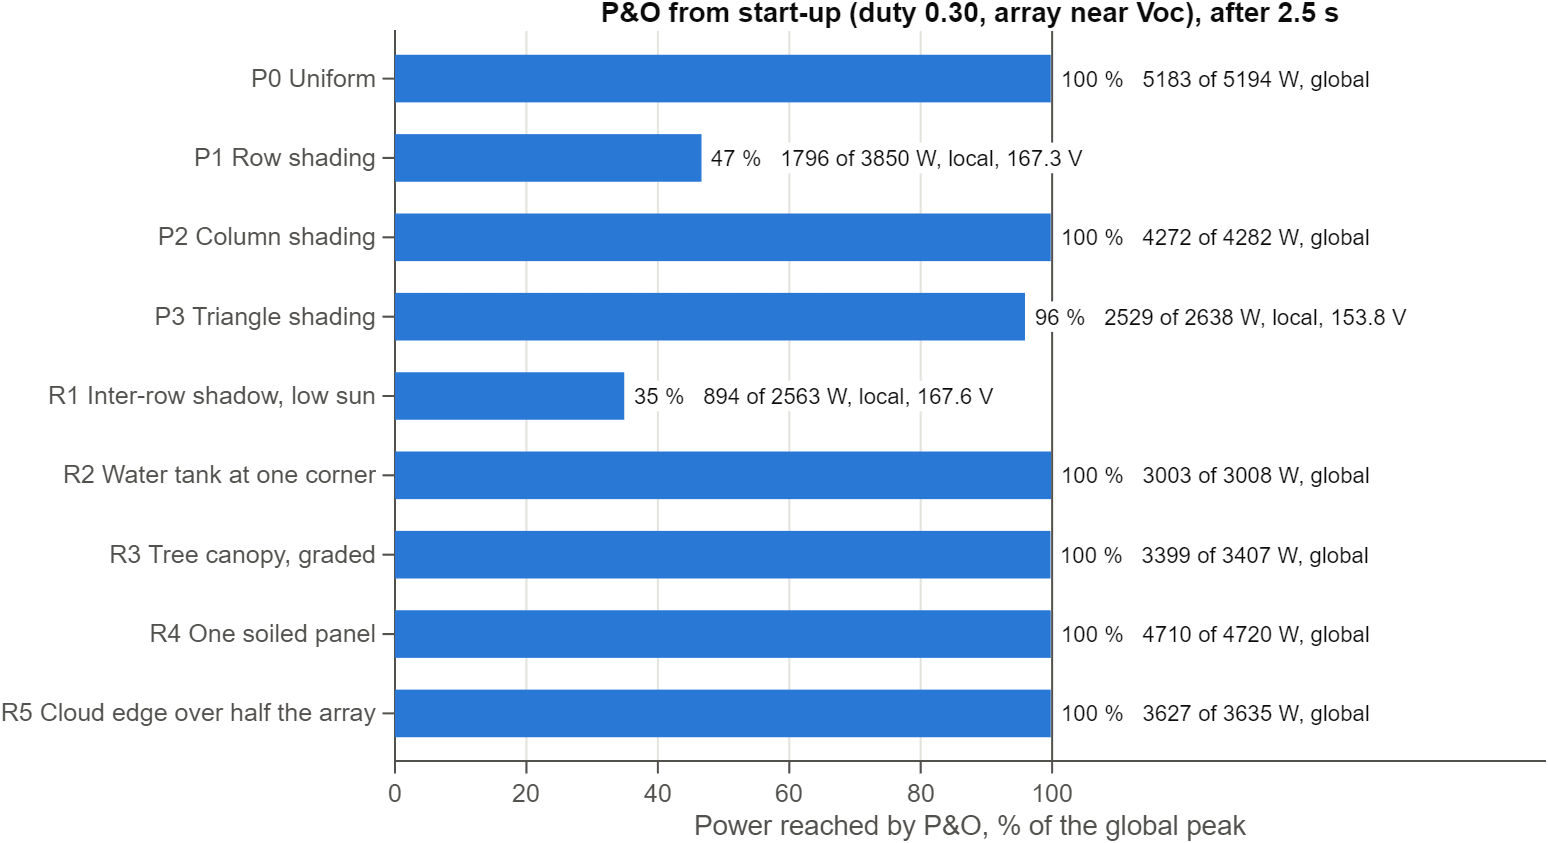 P&O from start-up (duty 0.30, array near Voc), after 2.5 s
P0 Uniform 100 % 5183 of 5194 W, global
P1 Row shading 47 % 1796 of 3850 W, local, 167.3 V
P2 Column shading 100 % 4272 of 4282 W, global
P3 Triangle shading 96 % 2529 of 2638 W, local, 153.8 V
R1 Inter-row shadow, low sun 35 % 894 of 2563 W, local, 167.6 V
R2 Water tank at one corner 100 % 3003 of 3008 W, global
R3 Tree canopy, graded 100 % 3399 of 3407 W, global
R4 One soiled panel 100 % 4710 of 4720 W, global
R5 Cloud edge over half the array 100 % 3627 of 3635 W, global
0 20 40 60 80 100
Power reached by P&O, % of the global peak